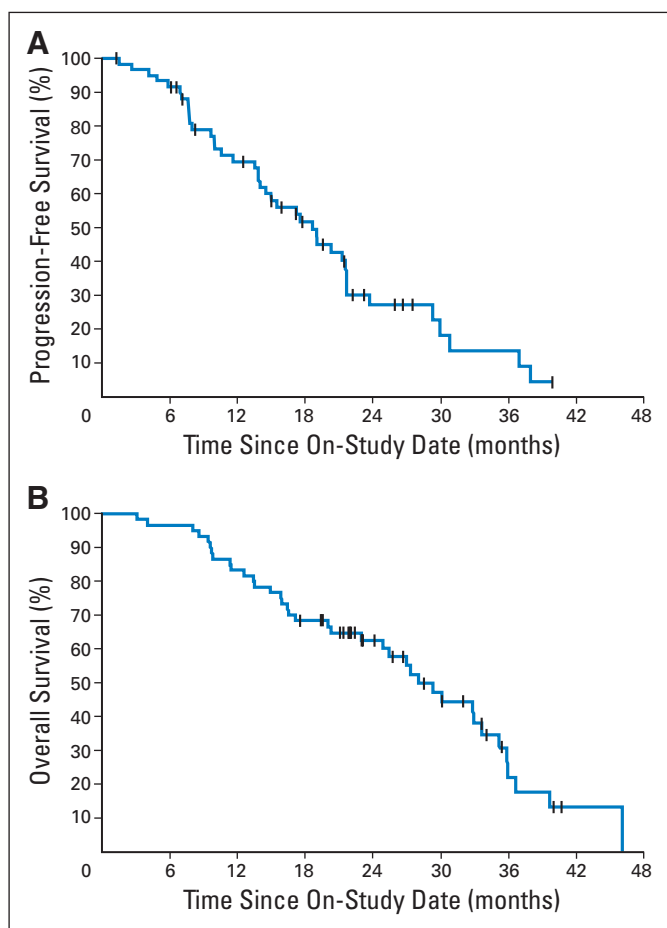 A
Progression-Free Survival (%)
100
90
80
70
60
50
40
30
20
10
0 6 12 18 24 30 36 42 48
Time Since On-Study Date (months)
B
Overall Survival (%)
100
90
80
70
60
50
40
30
20
10
0 6 12 18 24 30 36 42 48
Time Since On-Study Date (months)